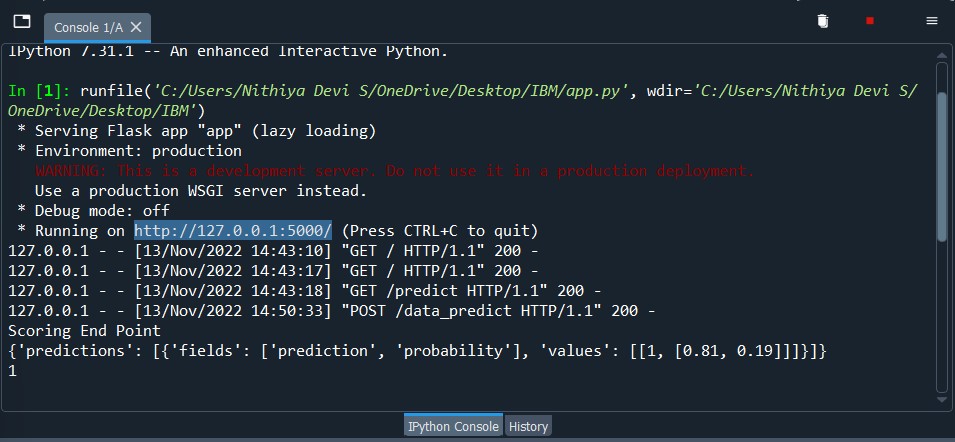 Console 1/A
IPython 7.31.1 -- An enhanced Interactive Python.
In [1]: runfile('C:/Users/Nithiya Devi S/OneDrive/Desktop/IBM/app.py', wdir='C:/Users/Nithiya Devi S/
OneDrive/Desktop/IBM')
* Serving Flask app "app" (lazy loading)
* Environment: production
WARNING: This is a development server. Do not use it in a production deployment.
Use a production WSGI server instead.
* Debug mode: off
* Running on http://127.0.0.1:5000/ (Press CTRL+C to quit)
127.0.0.1 - - [13/Nov/2022 14:43:10] "GET / HTTP/1.1" 200 -
127.0.0.1 - - [13/Nov/2022 14:43:17] "GET / HTTP/1.1" 200 -
127.0.0.1 - - [13/Nov/2022 14:43:18] "GET /predict HTTP/1.1" 200 -
127.0.0.1 - - [13/Nov/2022 14:50:33] "POST /data_predict HTTP/1.1" 200 -
Scoring End Point
{'predictions': [{'fields': ['prediction', 'probability'], 'values': [[1, [0.81, 0.19]]]}]}
1
IPython Console History